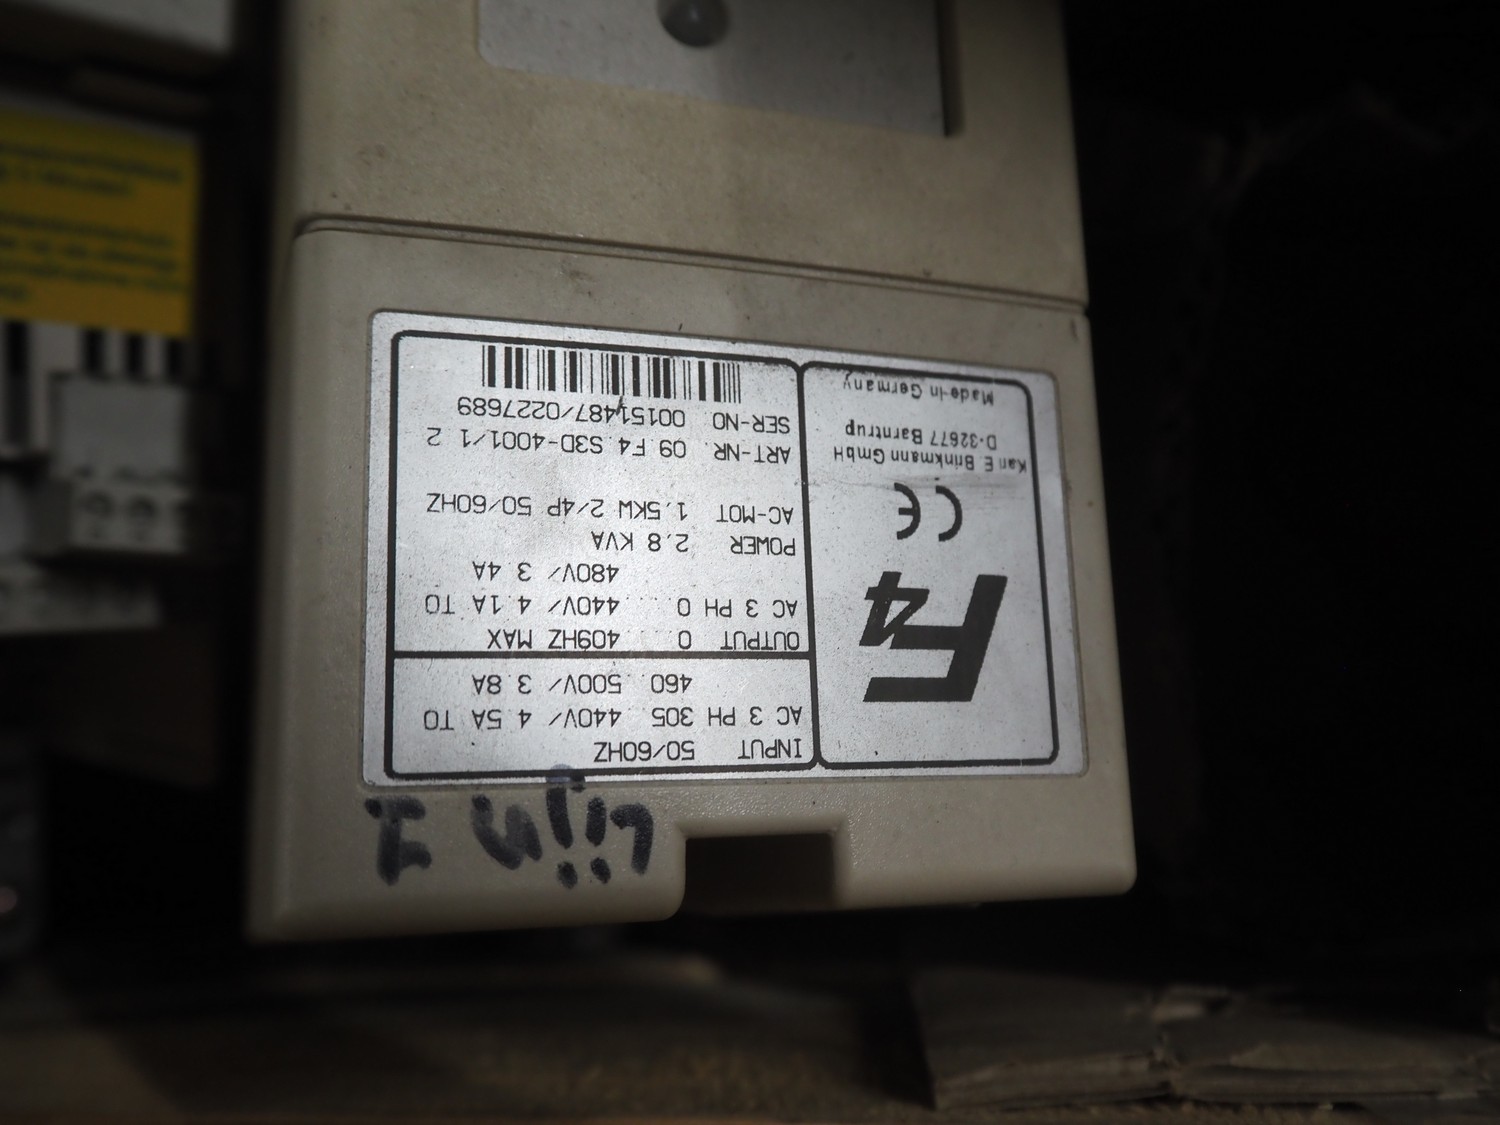 Lijn 1
INPUT 50/60HZ
AC 3 PH 305 440V/ 4.5A TO
460 500V/ 3.8A
OUTPUT 0... 409HZ MAX
AC 3 PH 0... 440V/ 4.1A TO
480V/ 3.4A
POWER 2.8 KVA
AC-MOT 1.5KW 2/4P 50/60HZ
ART-NR. 09.F4.S3D-4001/1.2
SER-NO. 00151487/0227689
F4
CE
Karl E. Brinkmann GmbH
D-32677 Barntrup
Made-in Germany